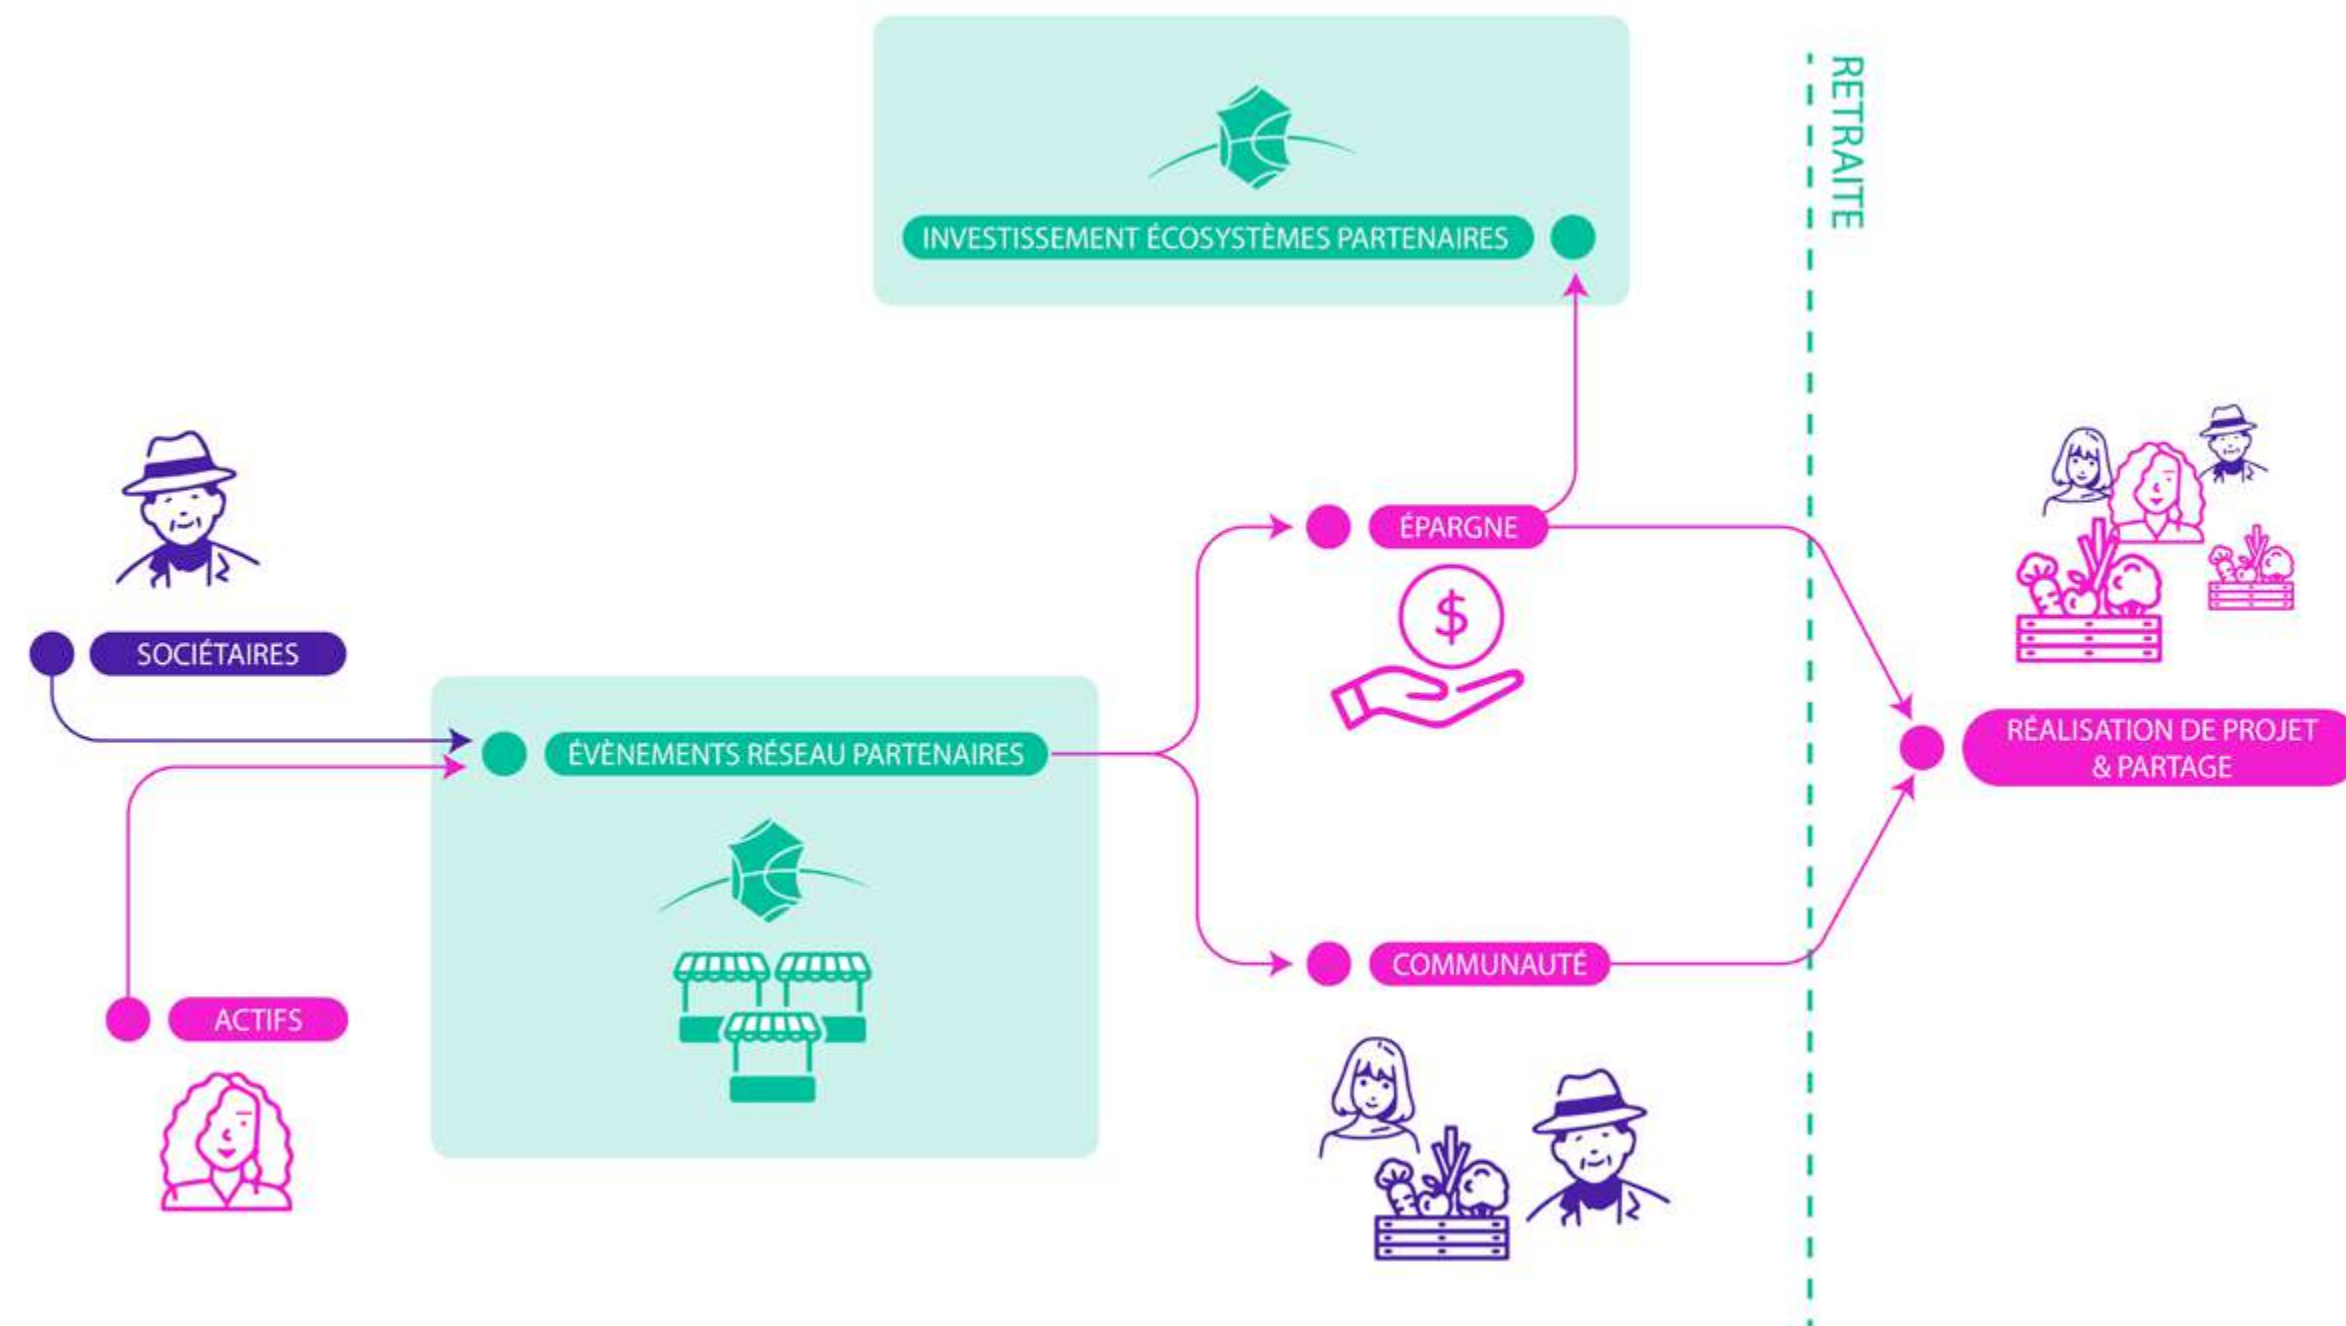 INVESTISSEMENT ÉCOSYSTÈMES PARTENAIRES
RETRAITE
ÉPARGNE
$
SOCIÉTAIRES
ÉVÈNEMENTS RÉSEAU PARTENAIRES
RÉALISATION DE PROJET
& PARTAGE
COMMUNAUTÉ
ACTIFS